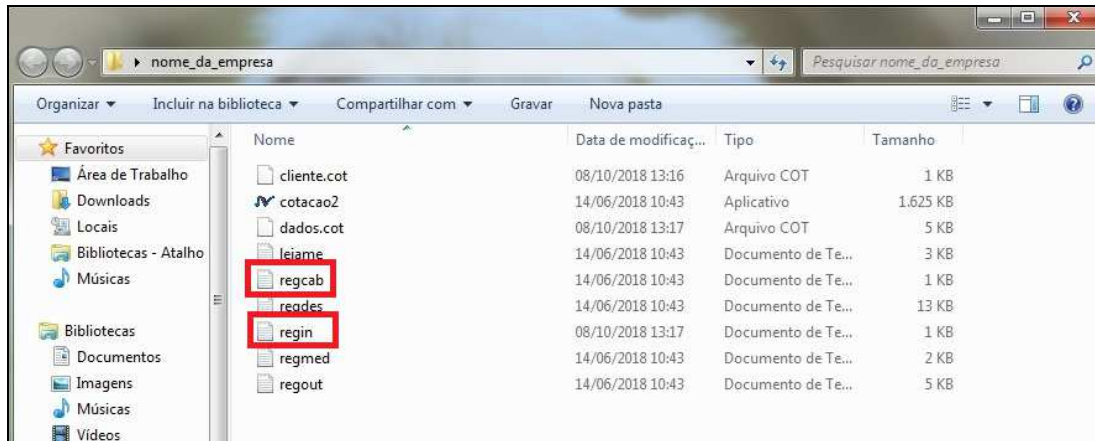 nome_da_empresa
Pesquisar nome_da_empresa
Organizar Incluir na biblioteca Compartilhar com Gravar Nova pasta
Favoritos
Área de Trabalho
Downloads
Locais
Bibliotecas - Atalho
Músicas
Bibliotecas
Documentos
Imagens
Músicas
Vídeos
Nome Data de modificaç... Tipo Tamanho
cliente.cot 08/10/2018 13:16 Arquivo COT 1 KB
cotacao2 14/06/2018 10:43 Aplicativo 1.625 KB
dados.cot 08/10/2018 13:17 Arquivo COT 5 KB
leiame 14/06/2018 10:43 Documento de Te... 3 KB
regcab 14/06/2018 10:43 Documento de Te... 1 KB
regdes 14/06/2018 10:43 Documento de Te... 13 KB
regin 08/10/2018 13:17 Documento de Te... 1 KB
regmed 14/06/2018 10:43 Documento de Te... 2 KB
regout 14/06/2018 10:43 Documento de Te... 5 KB